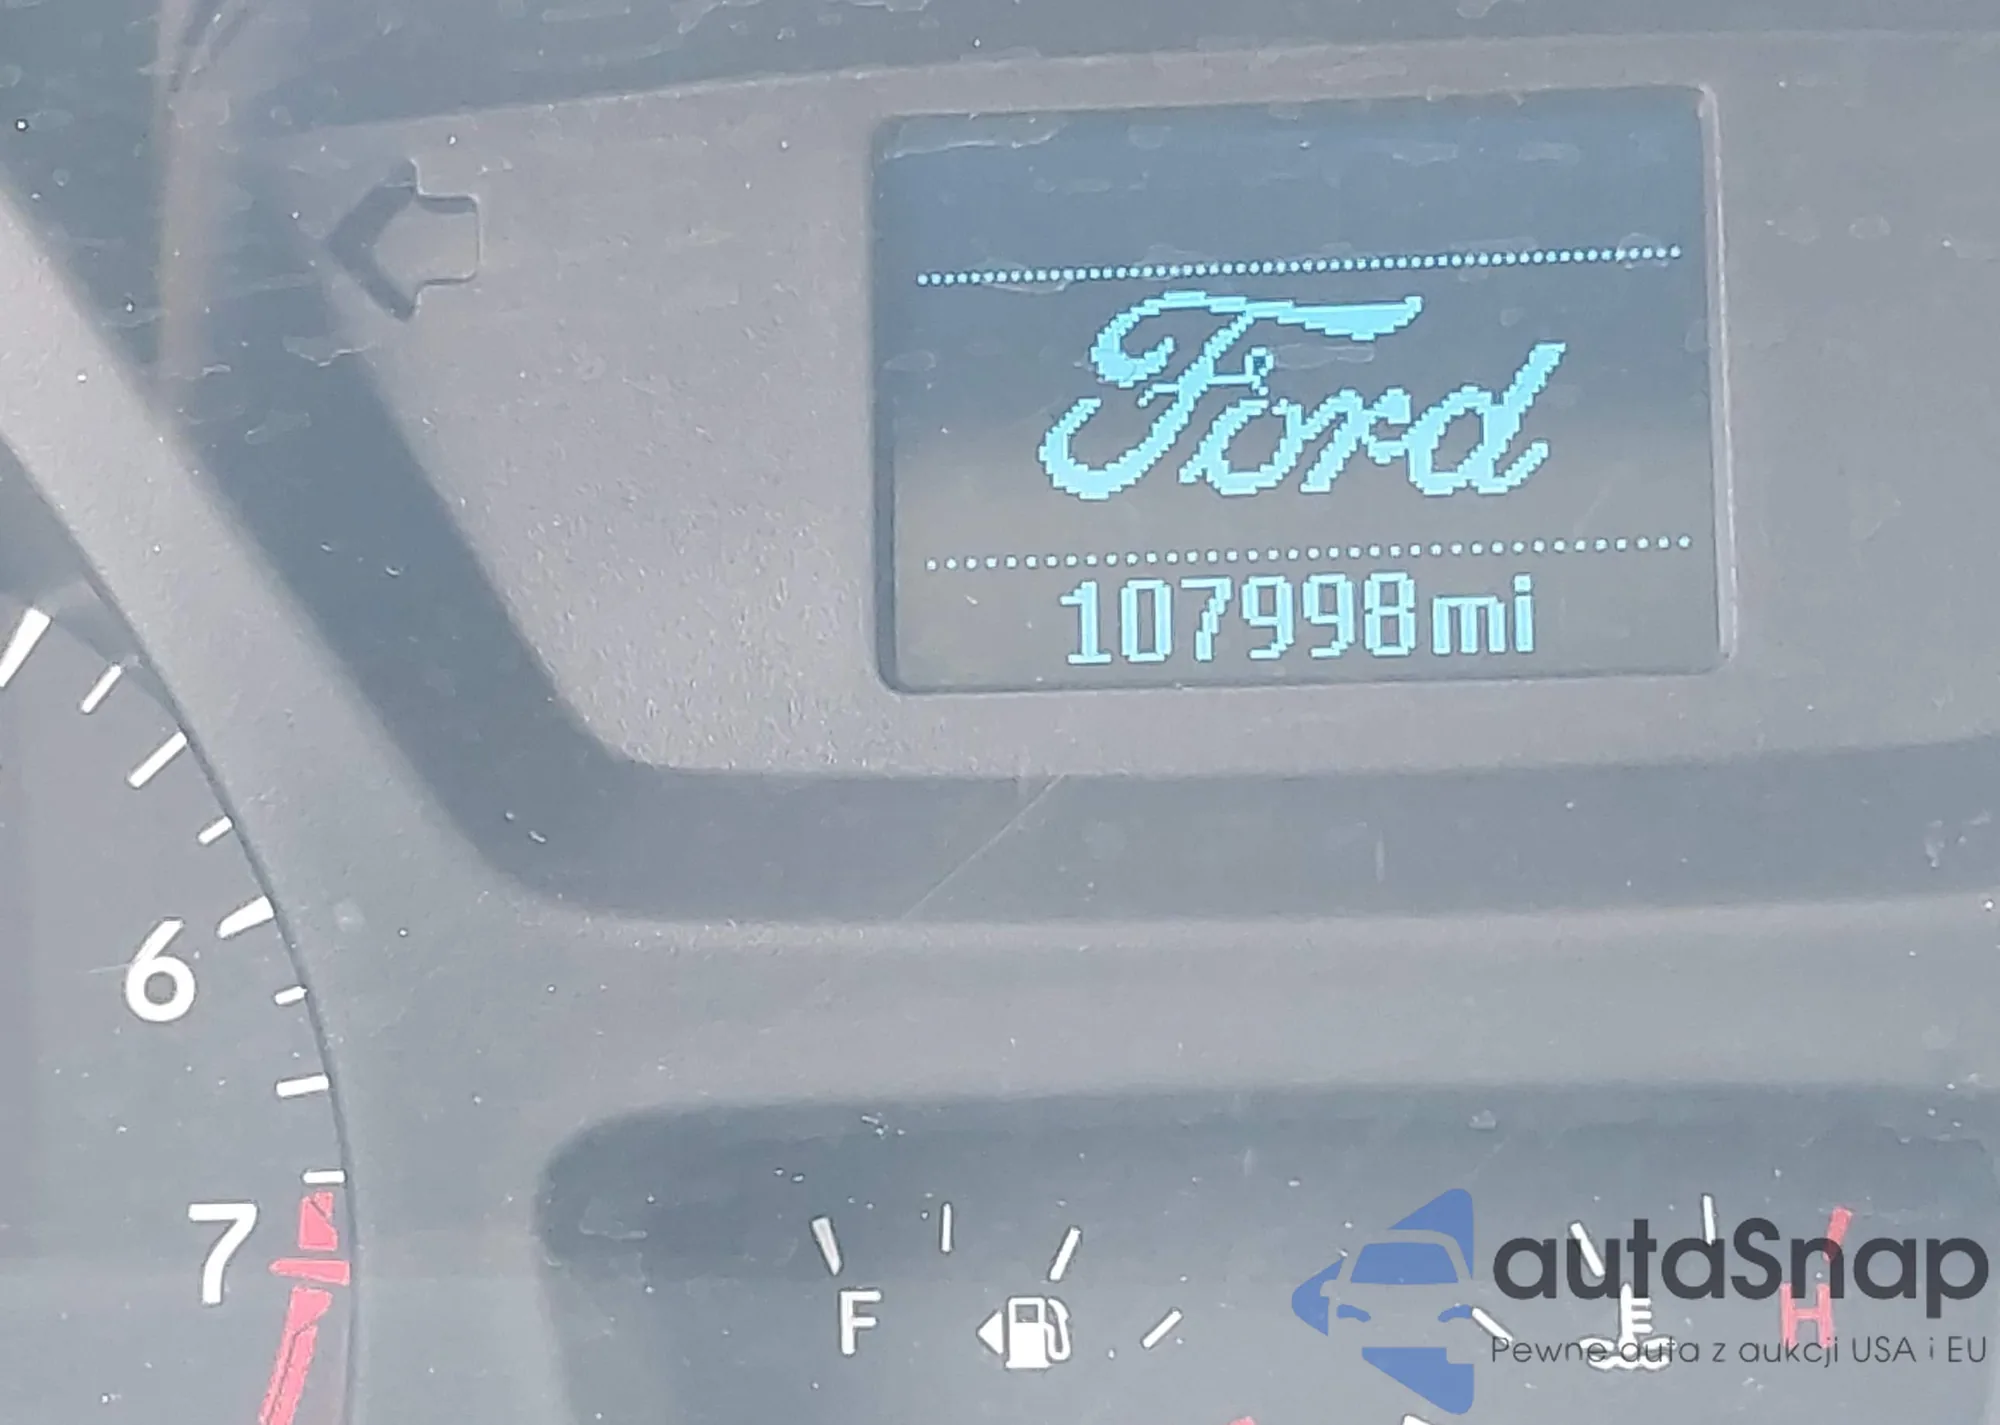 Ford
107998mi
6
7
F
H
autaSnap
Pewne auta z aukcji USA i EU